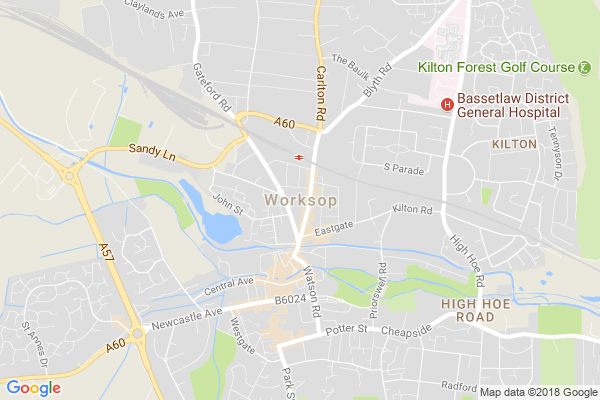 Claylands Ave
Gateford Rd
Carlton Rd
The Baulk
Blyth Rd
Kilton Forest Golf Course
H
Bassetlaw District
General Hospital
A60
KILTON
Tennyson Dr.
Sandy Ln
S Parade
John St
Worksop
Kilton Rd
Eastgate
High Hoe Rd
A57
Central Ave
Watson Rd
Priorswell Rd
B6024
HIGH HOE
ROAD
Newcastle Ave
Westgate
Potter St
Cheapside
St Annes Dr
A60
Park St
Radford
Google
Map data ©2018 Google